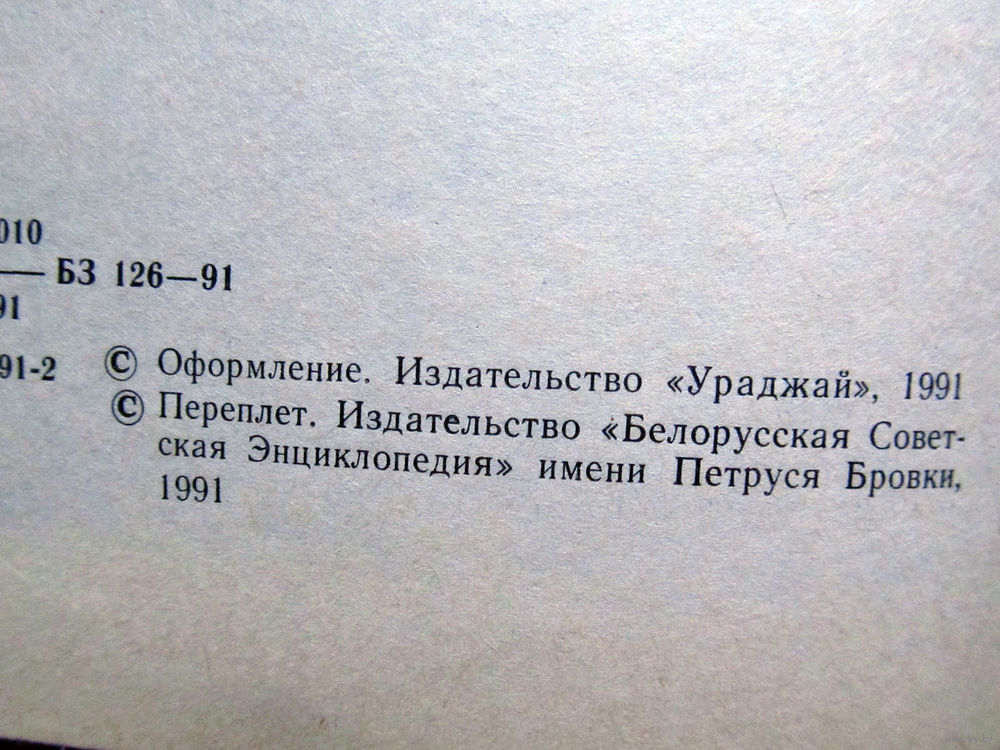 010
— БЗ 126—91
91
91-2
© Оформление. Издательство «Ураджай», 1991
© Переплет. Издательство «Белорусская Совет-
ская Энциклопедия» имени Петруся Бровки,
1991